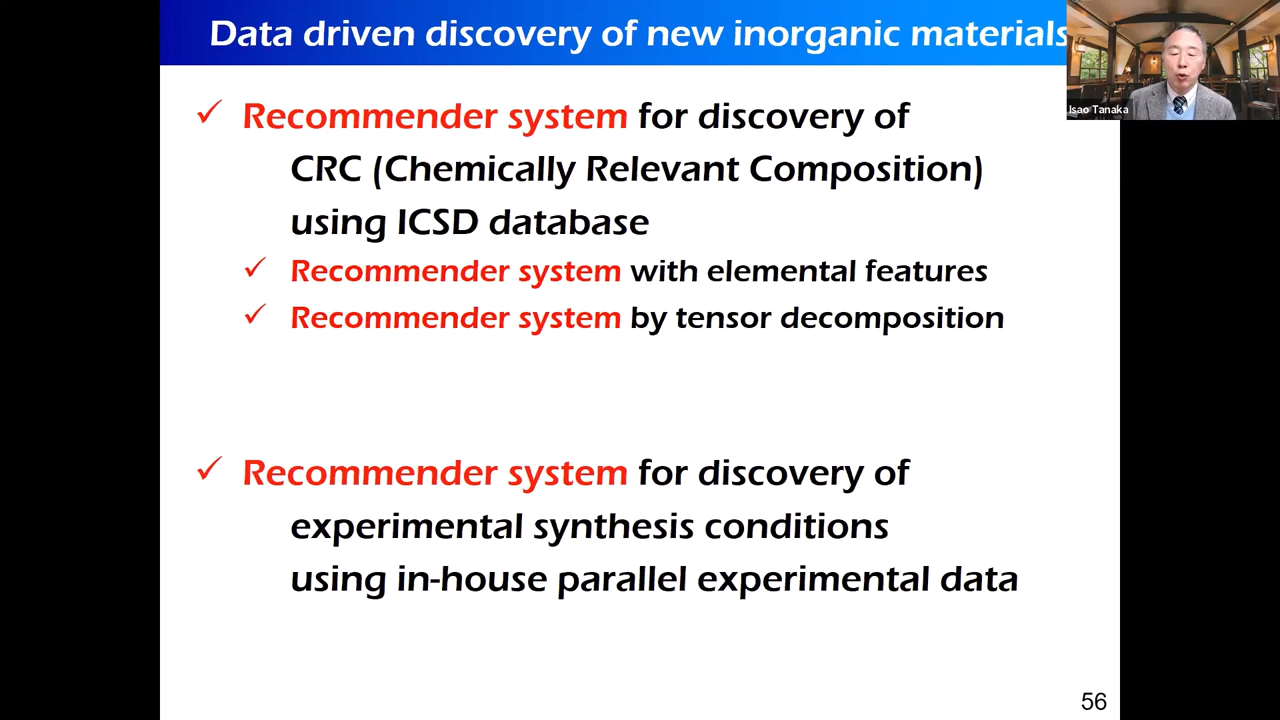 Data driven discovery of new inorganic materials
Isao Tanaka
✓ Recommender system for discovery of
CRC (Chemically Relevant Composition)
using ICSD database
✓ Recommender system with elemental features
✓ Recommender system by tensor decomposition
✓ Recommender system for discovery of
experimental synthesis conditions
using in-house parallel experimental data
56